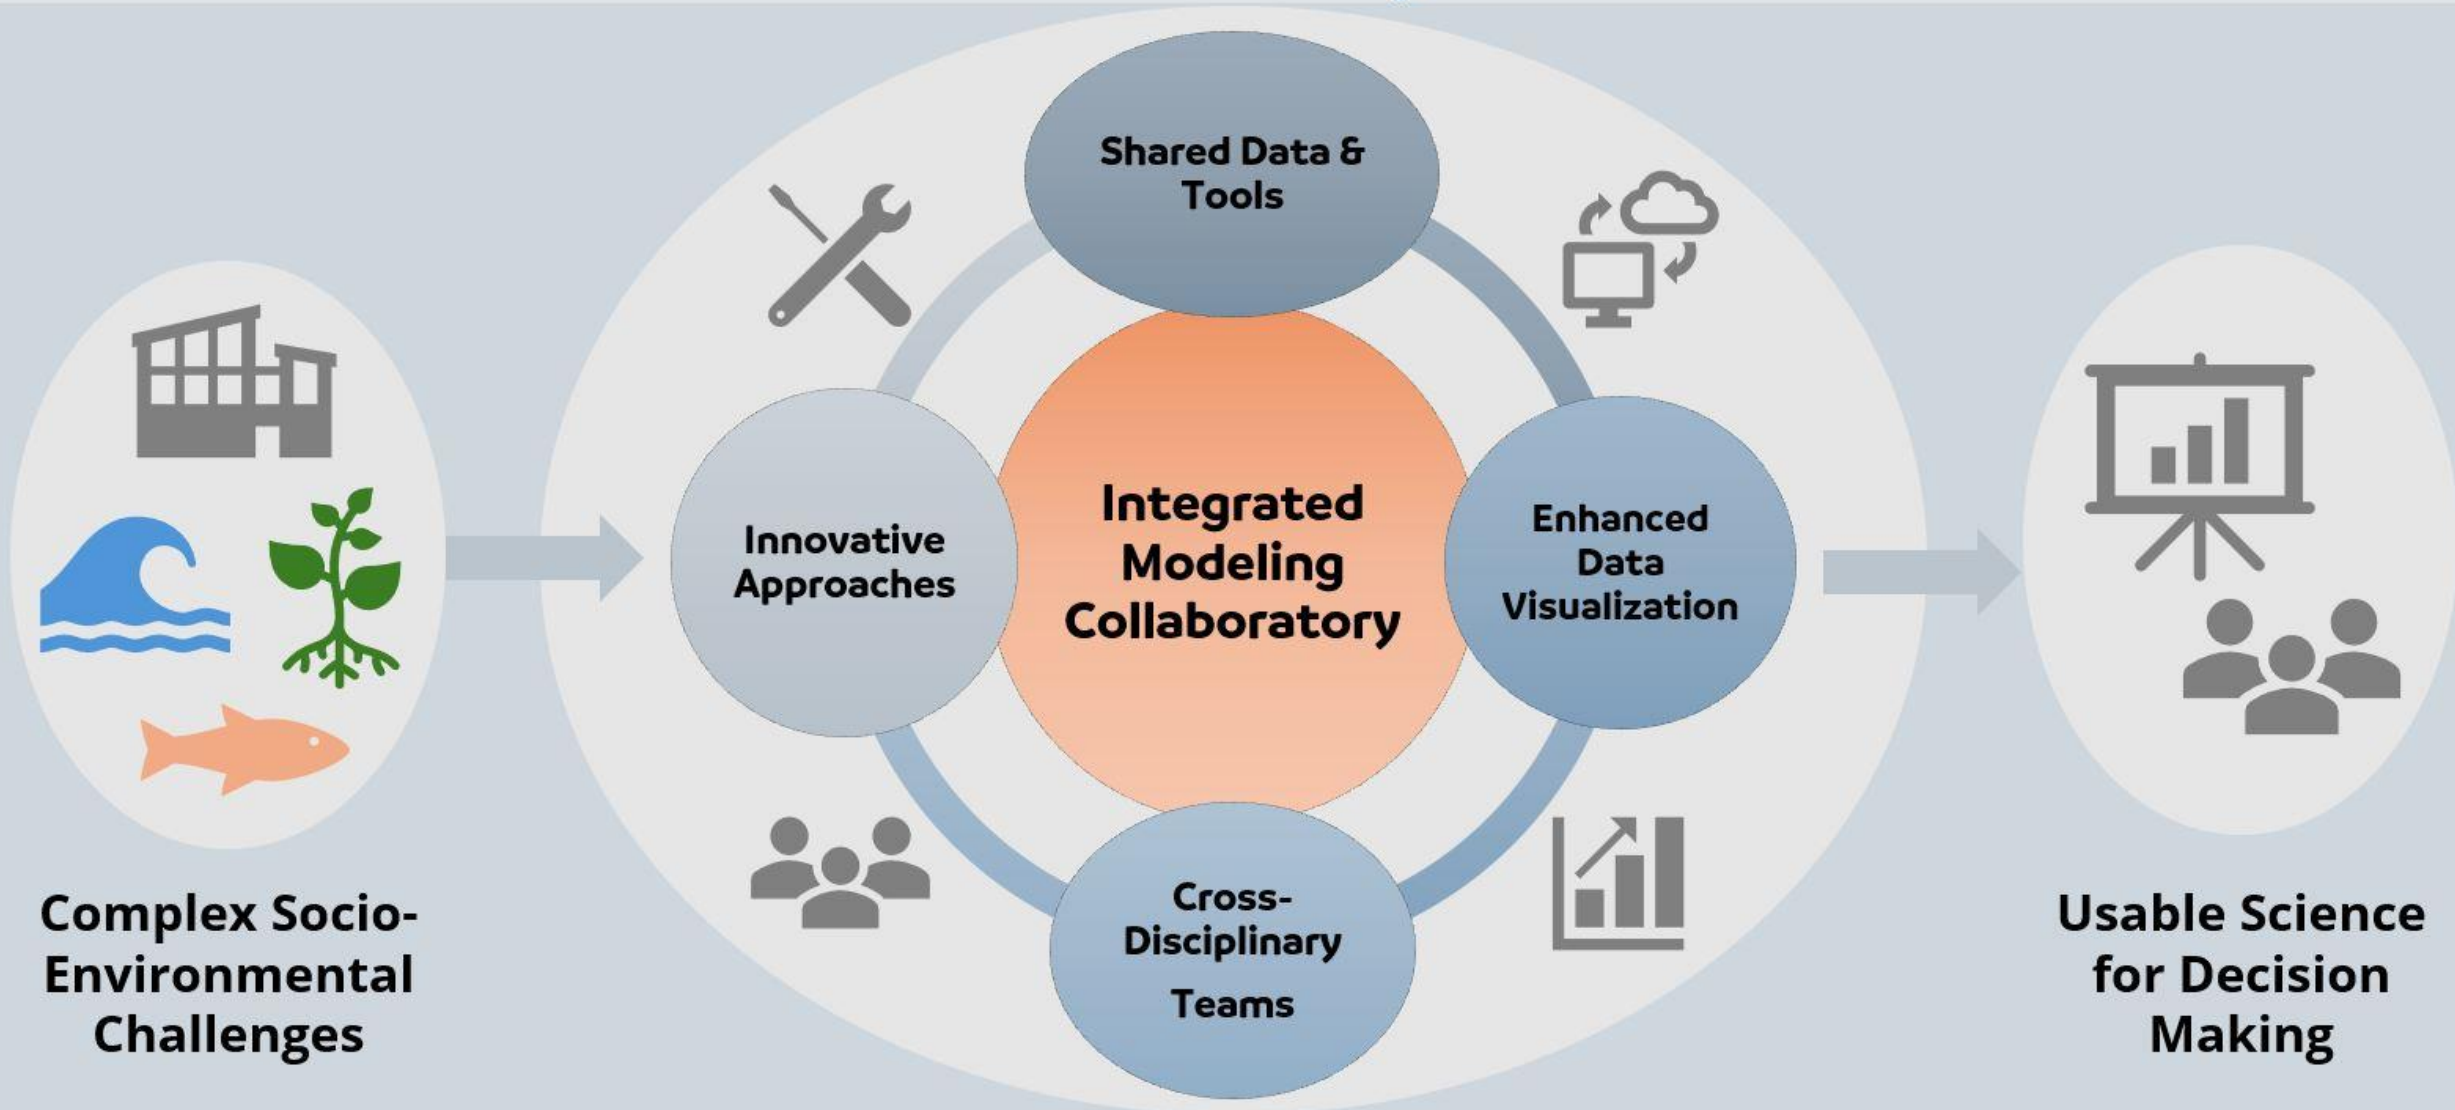 Shared Data &
Tools
Innovative
Approaches
Integrated
Modeling
Collaboratory
Enhanced
Data
Visualization
Cross-
Disciplinary
Teams
Complex Socio-
Environmental
Challenges
Usable Science
for Decision
Making